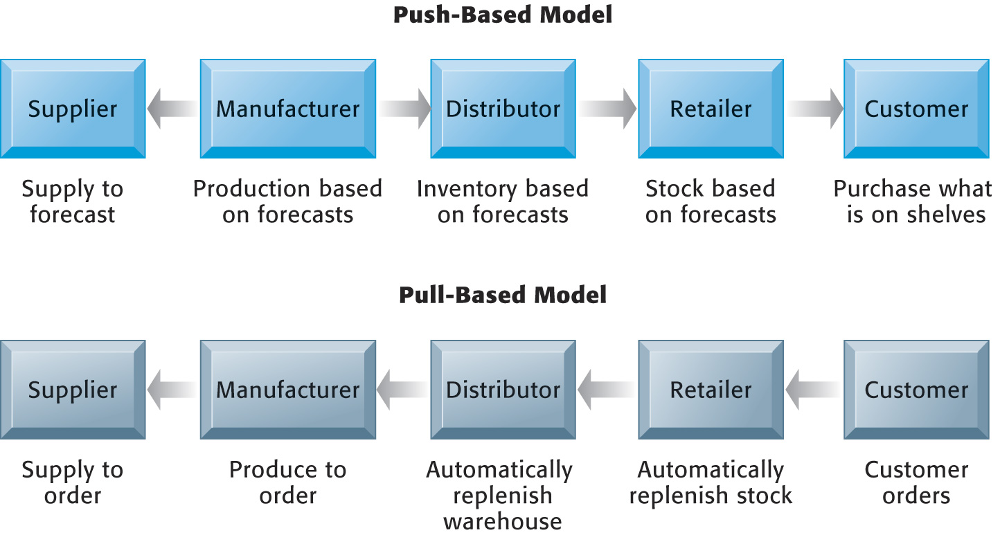 Push-Based Model
Supplier
Manufacturer
Distributor
Retailer
Customer
Supply to
forecast
Production based
on forecasts
Inventory based
on forecasts
Stock based
on forecasts
Purchase what
is on shelves
Pull-Based Model
Supplier
Manufacturer
Distributor
Retailer
Customer
Supply to
order
Produce to
order
Automatically
replenish
warehouse
Automatically
replenish stock
Customer
orders